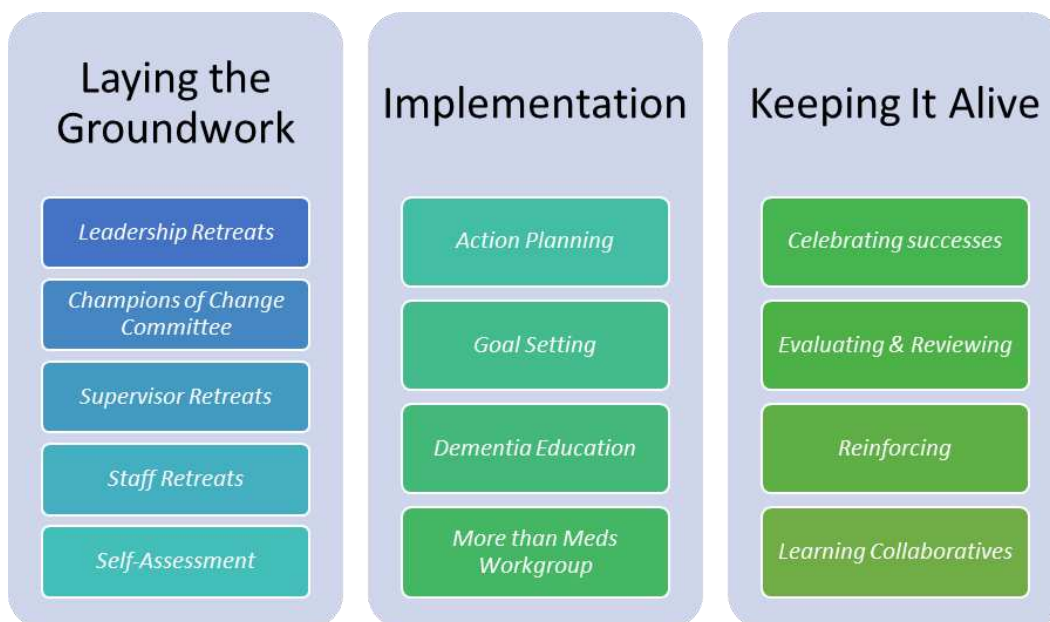 Laying the
Groundwork
Leadership Retreats
Champions of Change
Committee
Supervisor Retreats
Staff Retreats
Self-Assessment
Implementation
Action Planning
Goal Setting
Dementia Education
More than Meds
Workgroup
Keeping It Alive
Celebrating successes
Evaluating & Reviewing
Reinforcing
Learning Collaboratives